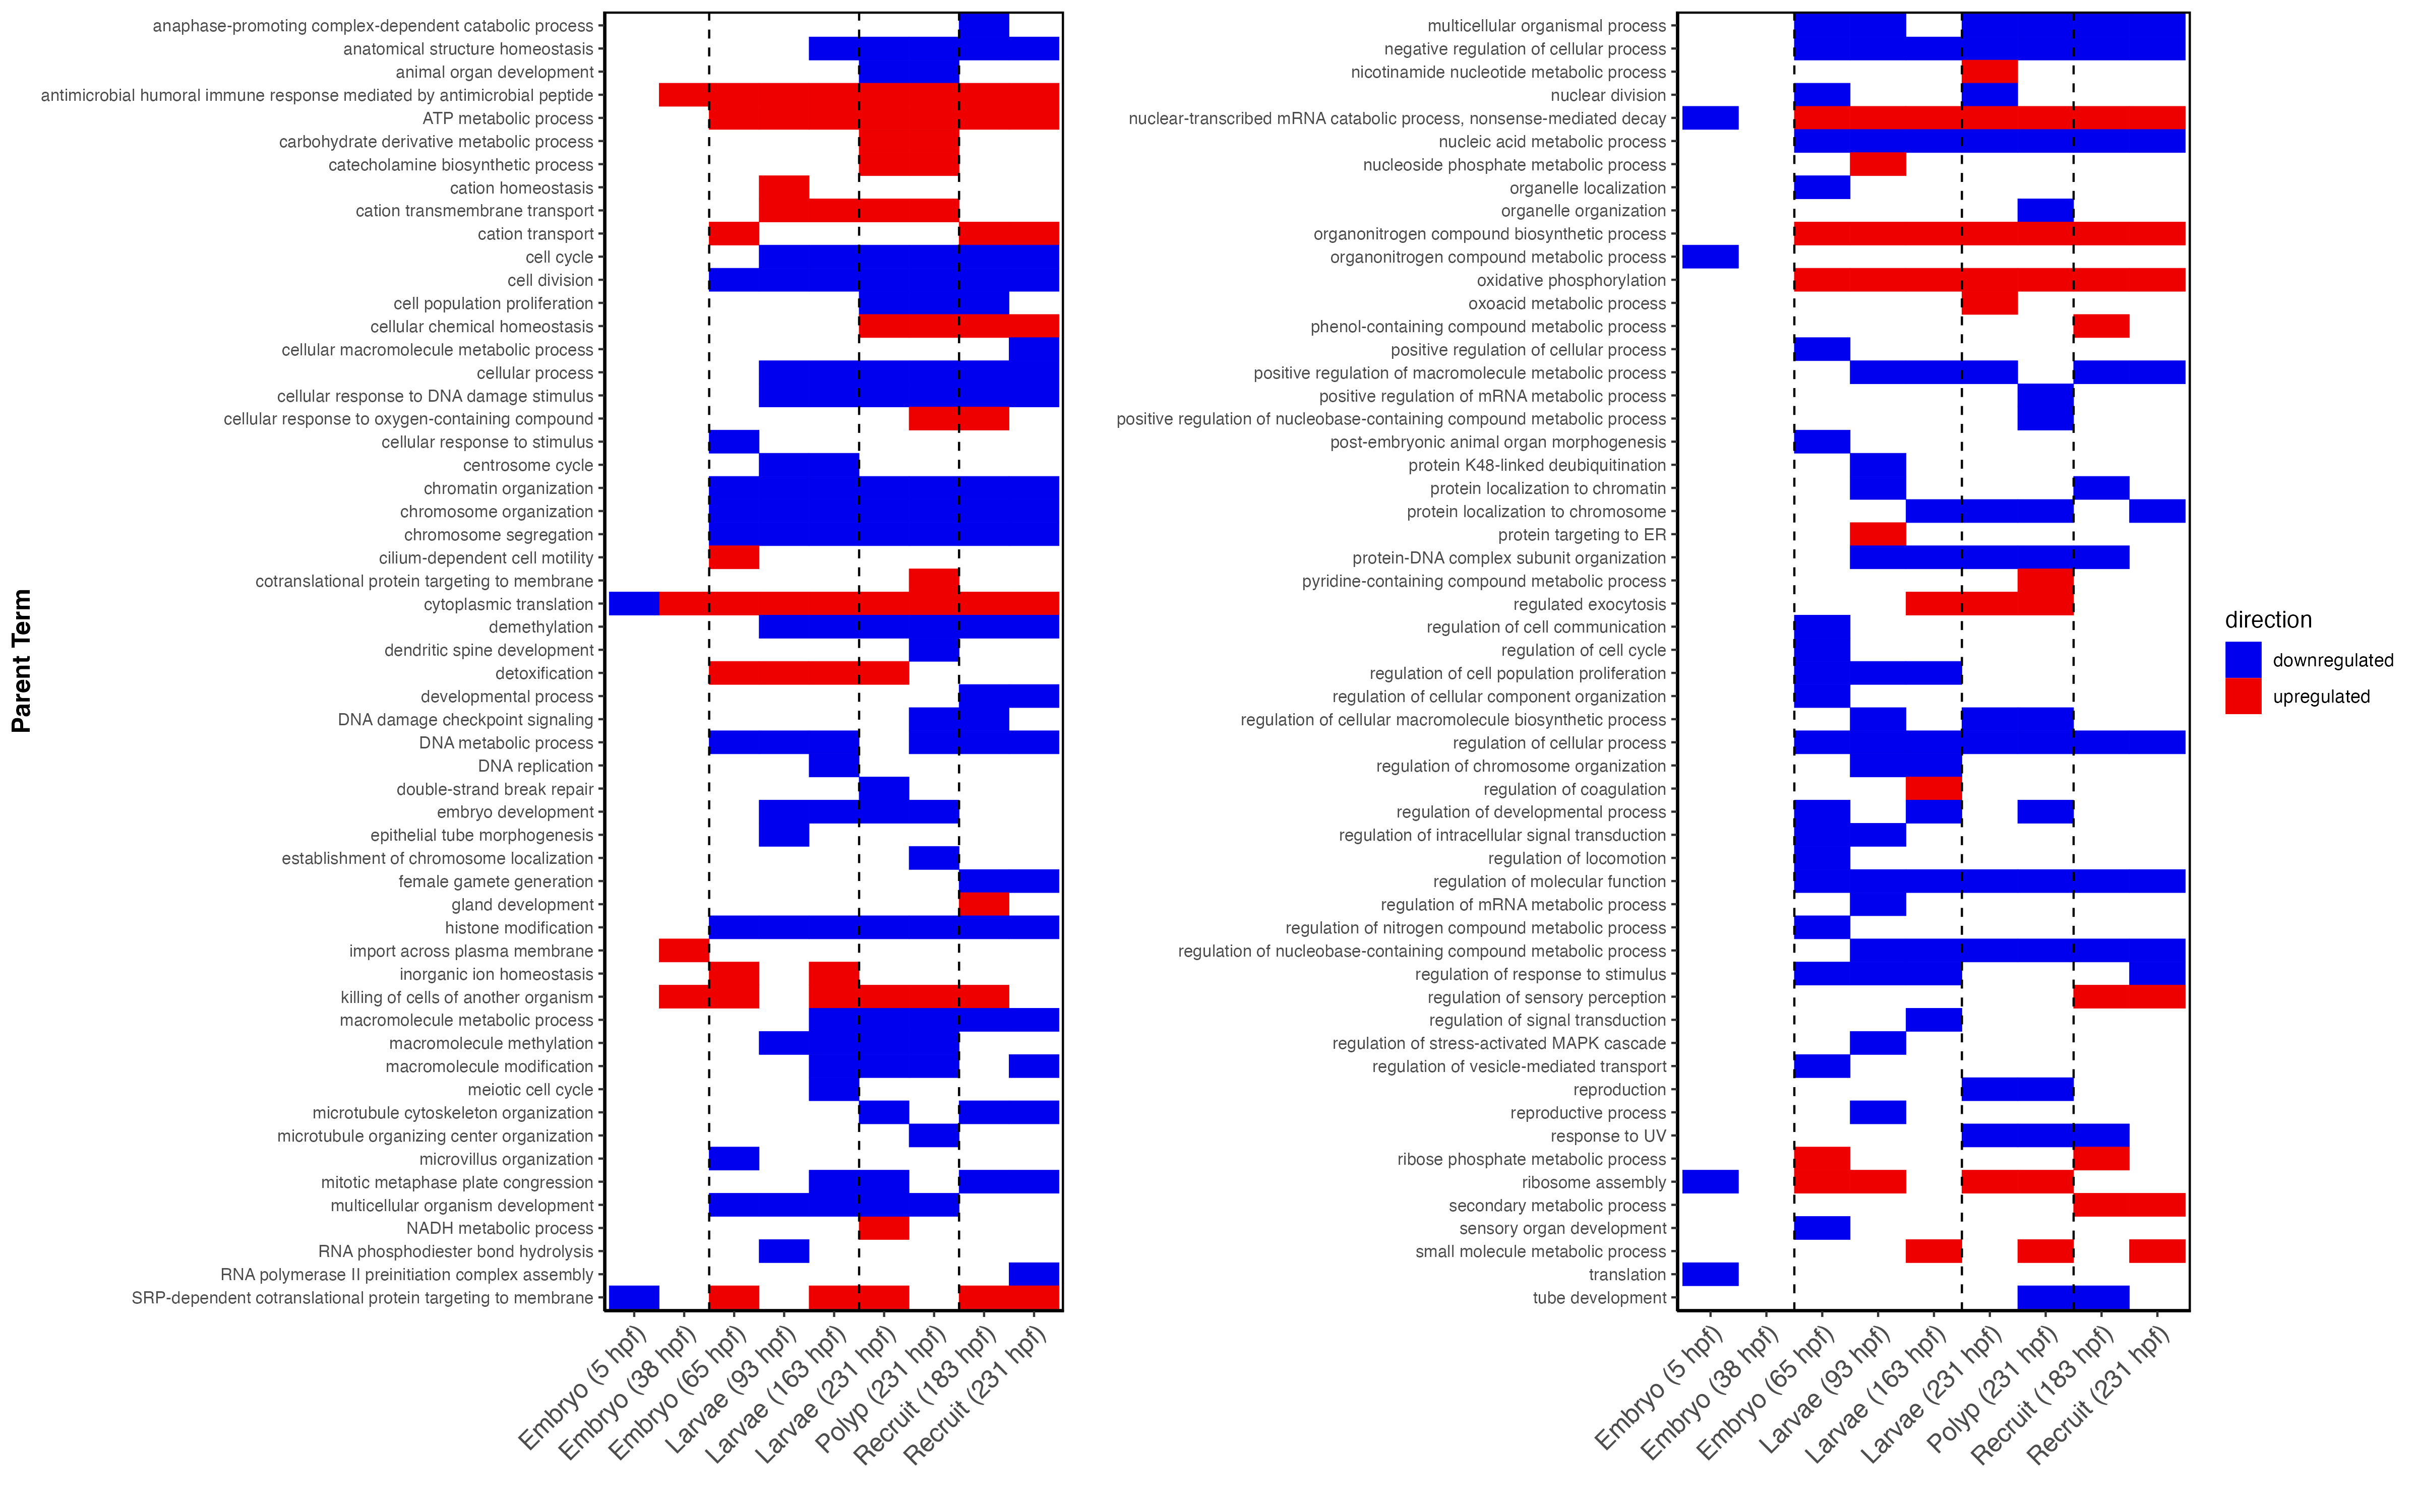 Parent Term
anaphase-promoting complex-dependent catabolic process
anatomical structure homeostasis
animal organ development
antimicrobial humoral immune response mediated by antimicrobial peptide
ATP metabolic process
carbohydrate derivative metabolic process
catecholamine biosynthetic process
cation homeostasis
cation transmembrane transport
cation transport
cell cycle
cell division
cell population proliferation
cellular chemical homeostasis
cellular macromolecule metabolic process
cellular process
cellular response to DNA damage stimulus
cellular response to oxygen-containing compound
cellular response to stimulus
centrosome cycle
chromatin organization
chromosome organization
chromosome segregation
cilium-dependent cell motility
cotranslational protein targeting to membrane
cytoplasmic translation
demethylation
dendritic spine development
detoxification
developmental process
DNA damage checkpoint signaling
DNA metabolic process
DNA replication
double-strand break repair
embryo development
epithelial tube morphogenesis
establishment of chromosome localization
female gamete generation
gland development
histone modification
import across plasma membrane
inorganic ion homeostasis
killing of cells of another organism
macromolecule metabolic process
macromolecule methylation
macromolecule modification
meiotic cell cycle
microtubule cytoskeleton organization
microtubule organizing center organization
microvillus organization
mitotic metaphase plate congression
multicellular organism development
NADH metabolic process
RNA phosphodiester bond hydrolysis
RNA polymerase II preinitiation complex assembly
SRP-dependent cotranslational protein targeting to membrane
Embryo (5 hpf)
Embryo (38 hpf)
Embryo (65 hpf)
Larvae (93 hpf)
Larvae (163 hpf)
Larvae (231 hpf)
Polyp (231 hpf)
Recruit (183 hpf)
Recruit (231 hpf)
multicellular organismal process
negative regulation of cellular process
nicotinamide nucleotide metabolic process
nuclear division
nuclear-transcribed mRNA catabolic process, nonsense-mediated decay
nucleic acid metabolic process
nucleoside phosphate metabolic process
organelle localization
organelle organization
organonitrogen compound biosynthetic process
organonitrogen compound metabolic process
oxidative phosphorylation
oxoacid metabolic process
phenol-containing compound metabolic process
positive regulation of cellular process
positive regulation of macromolecule metabolic process
positive regulation of mRNA metabolic process
positive regulation of nucleobase-containing compound metabolic process
post-embryonic animal organ morphogenesis
protein K48-linked deubiquitination
protein localization to chromatin
protein localization to chromosome
protein targeting to ER
protein-DNA complex subunit organization
pyridine-containing compound metabolic process
regulated exocytosis
regulation of cell communication
regulation of cell cycle
regulation of cell population proliferation
regulation of cellular component organization
regulation of cellular macromolecule biosynthetic process
regulation of cellular process
regulation of chromosome organization
regulation of coagulation
regulation of developmental process
regulation of intracellular signal transduction
regulation of locomotion
regulation of molecular function
regulation of mRNA metabolic process
regulation of nitrogen compound metabolic process
regulation of nucleobase-containing compound metabolic process
regulation of response to stimulus
regulation of sensory perception
regulation of signal transduction
regulation of stress-activated MAPK cascade
regulation of vesicle-mediated transport
reproduction
reproductive process
response to UV
ribose phosphate metabolic process
ribosome assembly
secondary metabolic process
sensory organ development
small molecule metabolic process
translation
tube development
Embryo (5 hpf)
Embryo (38 hpf)
Embryo (65 hpf)
Larvae (93 hpf)
Larvae (163 hpf)
Larvae (231 hpf)
Polyp (231 hpf)
Recruit (183 hpf)
Recruit (231 hpf)
direction
downregulated
upregulated